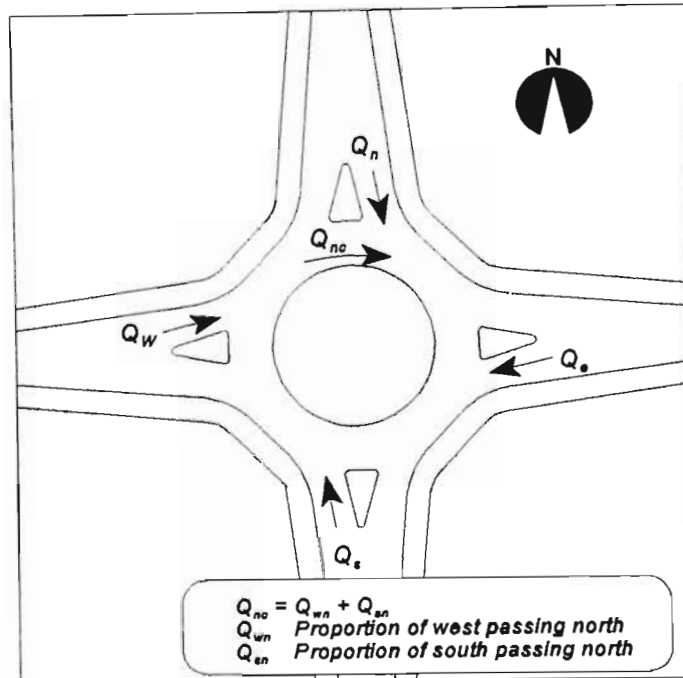 N
Qn
Qnc
QW
Qe
Qs
Qnc = Qwn + Qsn
Qwn Proportion of west passing north
Qsn Proportion of south passing north